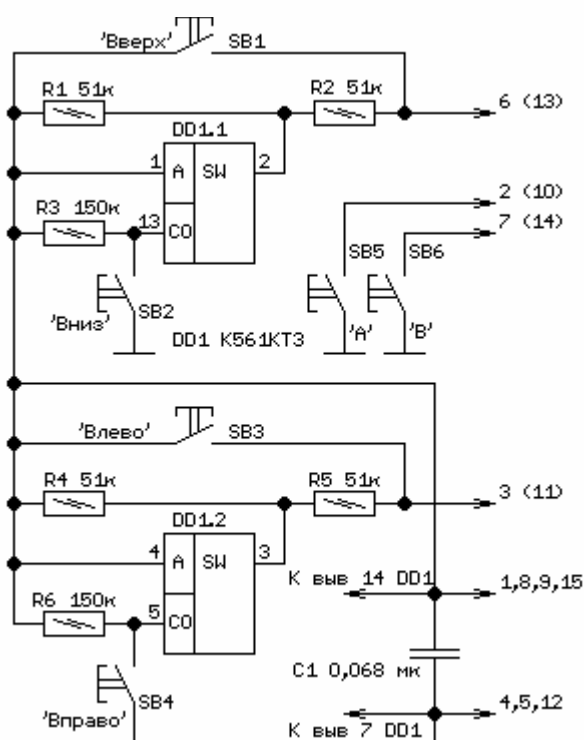 'Вверх' SB1
R1 51к R2 51к
6 (13)
DD1.1
1 A SW 2
2 (10)
R3 150к 13 CO
7 (14)
SB5 SB6
SB2
'Вниз' 'A' 'B'
DD1 К561КТ3
'Влево' SB3
R4 51к R5 51к
3 (11)
DD1.2
4 A SW 3
К выв 14 DD1 1,8,9,15
R6 150к 5 CO
C1 0,068 мк
SB4
4,5,12
'Вправо'
К выв 7 DD1